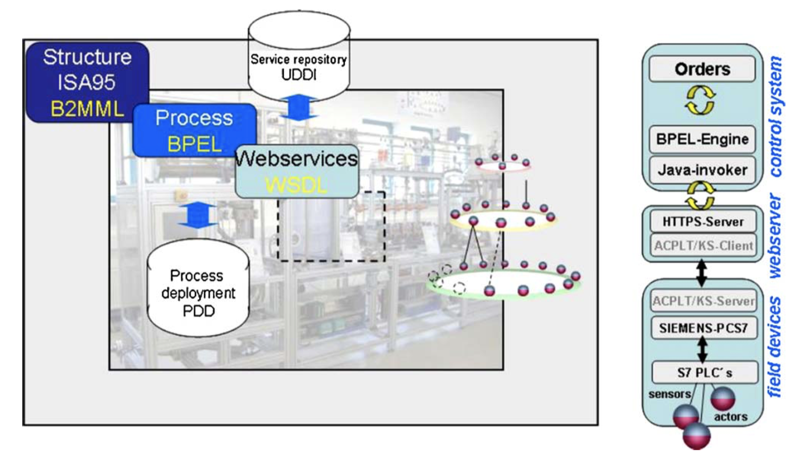 Structure
ISA95
B2MML
Process
BPEL
Service repository
UDDI
Webservices
WSDL
Process
deployment
PDD
Orders
BPEL-Engine
Java-invoker
control system
HTTPS-Server
ACPLT/KS-Client
webserver
ACPLT/KS-Server
SIEMENS-PCS7
S7 PLC´s
sensors
actors
field devices